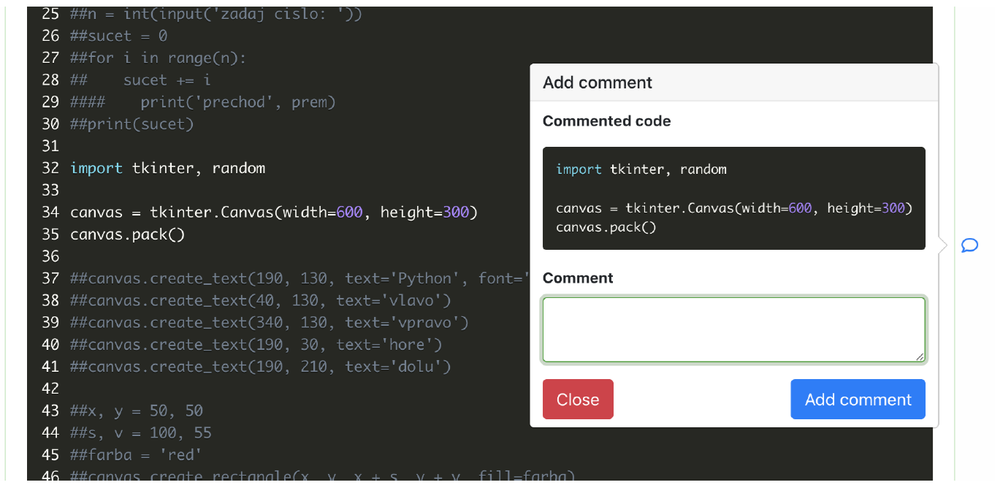 25 ##n = int(input('zadaj cislo: '))
26 ##sucet = 0
27 ##for i in range(n):
28 ##    sucet += i
29 ####    print('prechod', prem)
30 ##print(sucet)
31
32 import tkinter, random
33
34 canvas = tkinter.Canvas(width=600, height=300)
35 canvas.pack()
36
37 ##canvas.create_text(190, 130, text='Python', font='
38 ##canvas.create_text(40, 130, text='vlavo')
39 ##canvas.create_text(340, 130, text='vpravo')
40 ##canvas.create_text(190, 30, text='hore')
41 ##canvas.create_text(190, 210, text='dolu')
42
43 ##x, y = 50, 50
44 ##s, v = 100, 55
45 ##farba = 'red'
46 ##canvas.create_rectangle(x, y, x + s, y + v, fill=farba)
Add comment
Commented code
import tkinter, random
canvas = tkinter.Canvas(width=600, height=300)
canvas.pack()
Comment
Close
Add comment